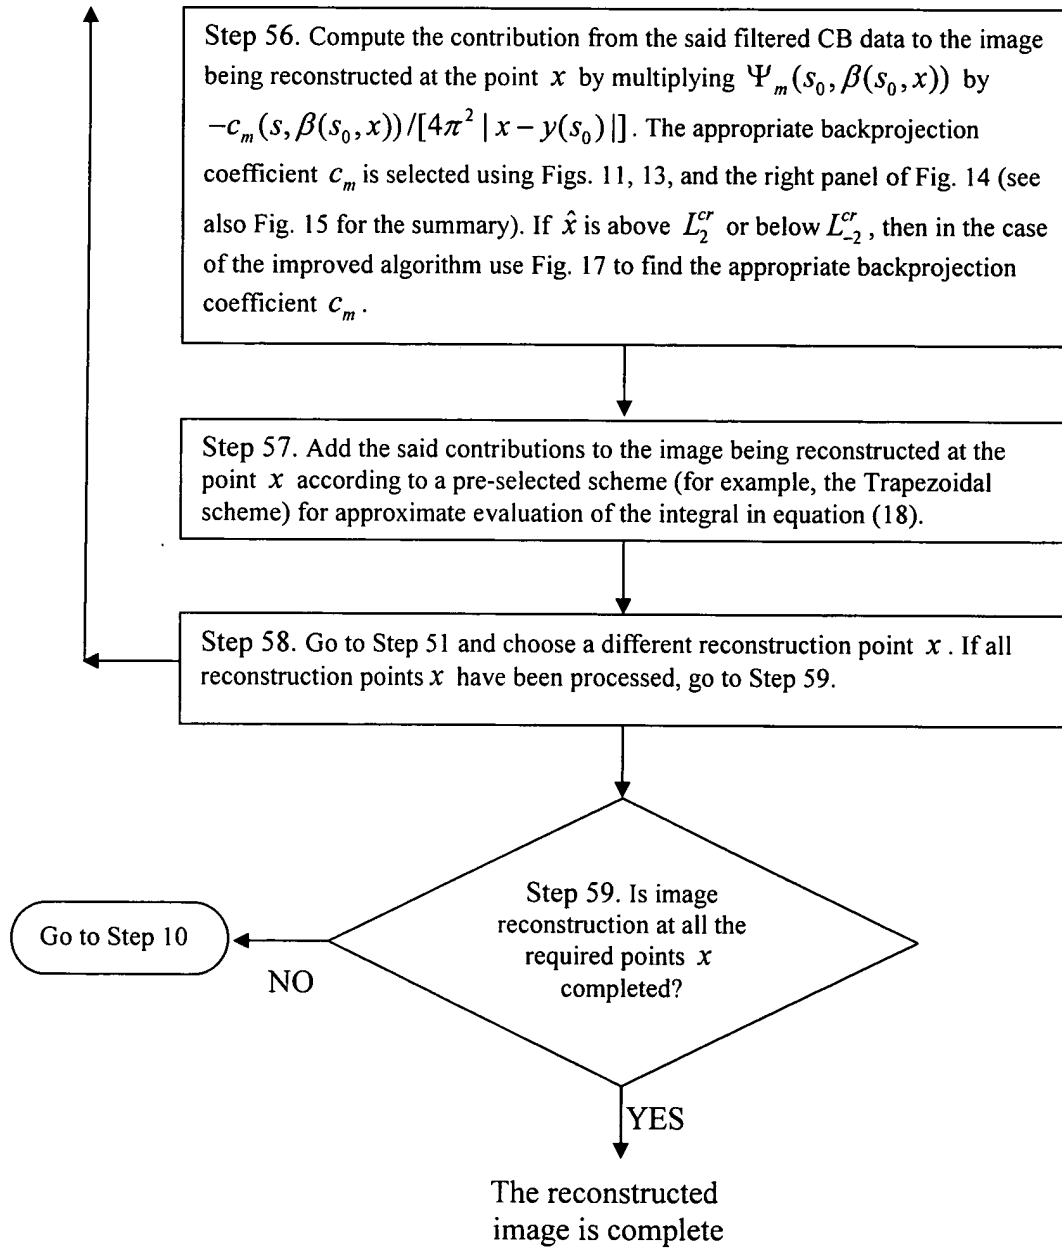 Step 56. Compute the contribution from the said filtered CB data to the image
being reconstructed at the point x by multiplying Ψ_m(s_0, β(s_0, x)) by
−c_m(s, β(s_0, x))/[4π² | x − y(s_0) |]. The appropriate backprojection
coefficient c_m is selected using Figs. 11, 13, and the right panel of Fig. 14 (see
also Fig. 15 for the summary). If x̂ is above L_2^{cr} or below L_{-2}^{cr}, then in the case
of the improved algorithm use Fig. 17 to find the appropriate backprojection
coefficient c_m.
Step 57. Add the said contributions to the image being reconstructed at the
point x according to a pre-selected scheme (for example, the Trapezoidal
scheme) for approximate evaluation of the integral in equation (18).
Step 58. Go to Step 51 and choose a different reconstruction point x. If all
reconstruction points x have been processed, go to Step 59.
Step 59. Is image
reconstruction at all the
required points x
completed?
Go to Step 10
NO
YES
The reconstructed
image is complete